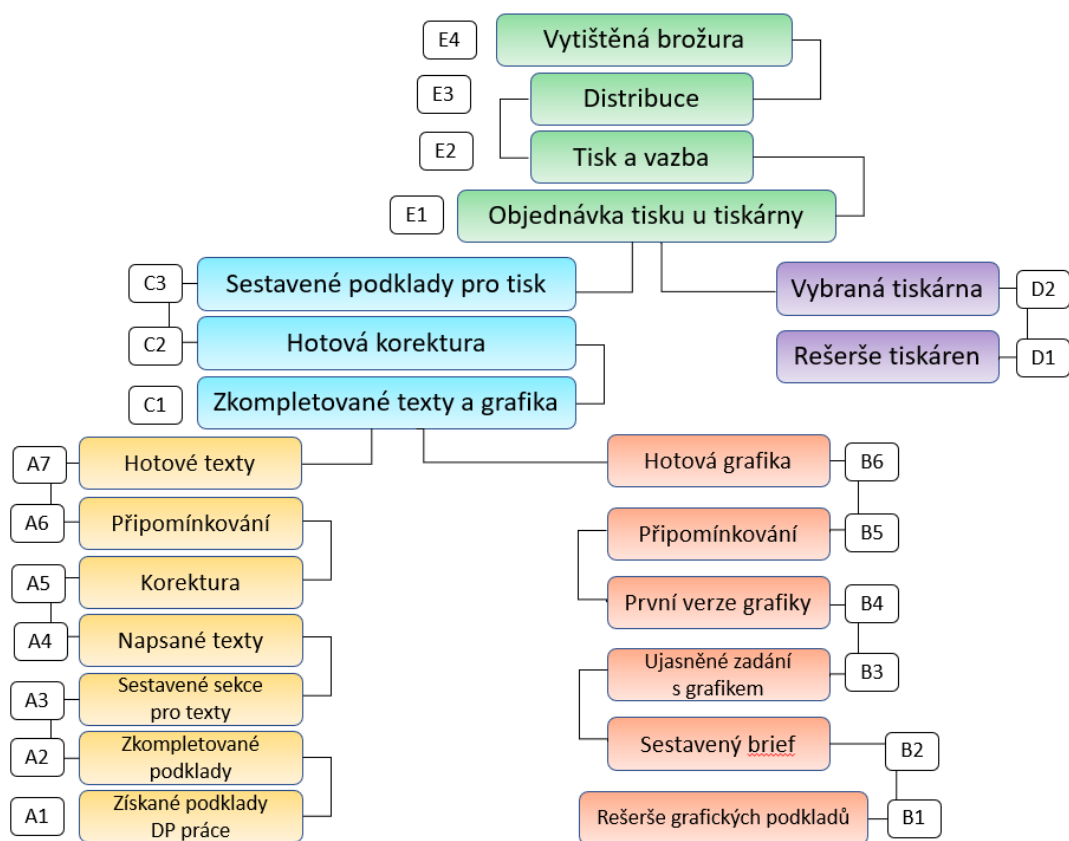 E4
Vytištěná brožura
E3
Distribuce
E2
Tisk a vazba
E1
Objednávka tisku u tiskárny
C3
Sestavené podklady pro tisk
Vybraná tiskárna
D2
C2
Hotová korektura
Rešerše tiskáren
D1
C1
Zkompletované texty a grafika
A7
Hotové texty
Hotová grafika
B6
A6
Připomínkování
Připomínkování
B5
A5
Korektura
První verze grafiky
B4
A4
Napsané texty
Ujasněné zadání
s grafikem
B3
A3
Sestavené sekce
pro texty
Sestavený brief
B2
A2
Zkompletované
podklady
A1
Získané podklady
DP práce
Rešerše grafických podkladů
B1